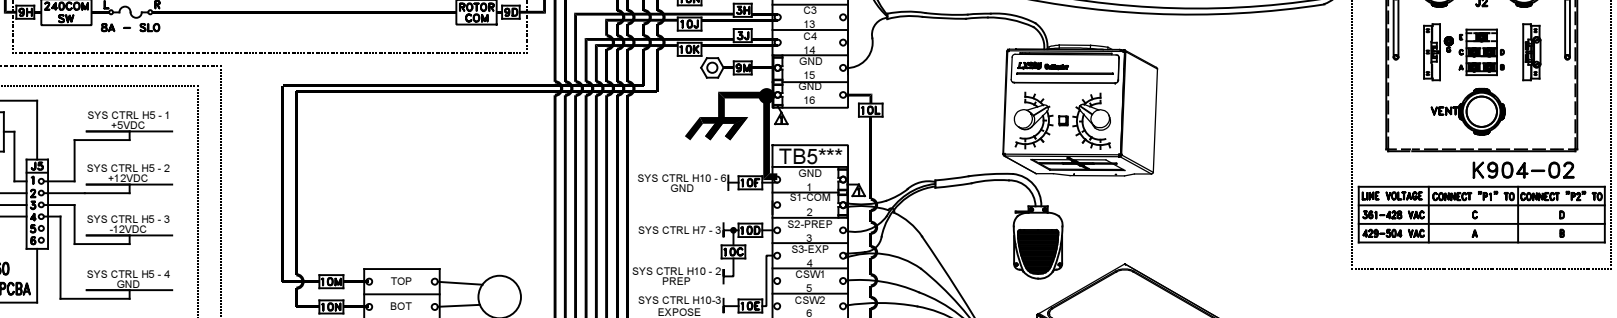 9H
240COM
SW
L
R
8A - SLO
ROTOR
COM
9D
SYS CTRL H5 - 1
+5VDC
SYS CTRL H5 - 2
+12VDC
SYS CTRL H5 - 3
-12VDC
SYS CTRL H5 - 4
GND
J5
1
2
3
4
5
6
PCBA
10M
TOP
10N
BOT
3H
10J
3J
10K
9M
C3
13
C4
14
GND
15
GND
16
10L
TB5***
SYS CTRL H10 - 6
GND
10F
GND
1
S1-COM
2
SYS CTRL H7 - 3
10D
S2-PREP
3
10C
SYS CTRL H10 - 2
PREP
S3-EXP
4
CSW1
5
SYS CTRL H10-3
EXPOSE
10E
CSW2
6
J2
E
C
D
A
B
VENT
K904-02
LINE VOLTAGE CONNECT "P1" TO CONNECT "P2" TO
361-428 VAC C D
429-504 VAC A B